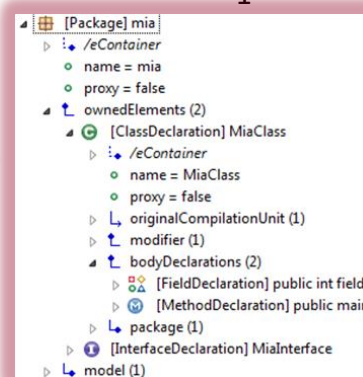 [Package] mia
/eContainer
name = mia
proxy = false
ownedElements (2)
[ClassDeclaration] MiaClass
/eContainer
name = MiaClass
proxy = false
originalCompilationUnit (1)
modifier (1)
bodyDeclarations (2)
[FieldDeclaration] public int field
[MethodDeclaration] public mai
package (1)
[InterfaceDeclaration] MiaInterface
model (1)